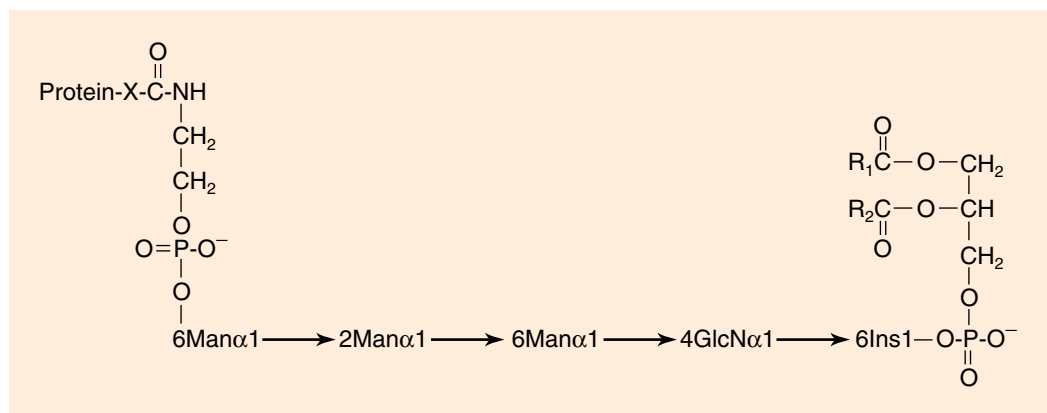 O
Protein-X-C-NH
CH₂
CH₂
O
O=P-O⁻
O
6Manα1 → 2Manα1 → 6Manα1 → 4GlcNα1 → 6Ins1—O-P-O⁻
O
O
R₁C—O—CH₂
R₂C—O—CH
O
CH₂
O